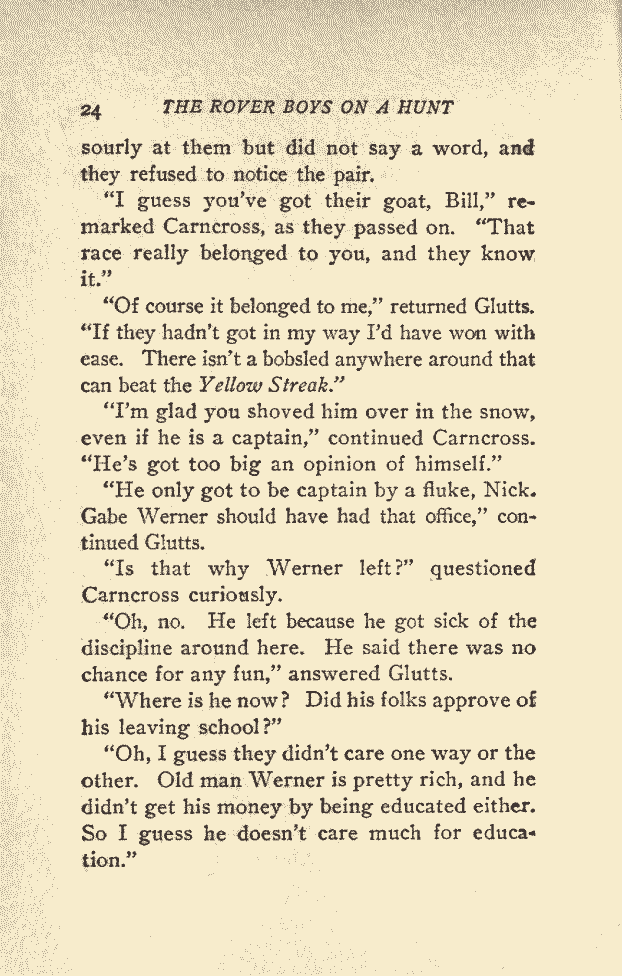 24 THE ROVER BOYS ON A HUNT
sourly at them but did not say a word, and
they refused to notice the pair.
“I guess you’ve got their goat, Bill,” re-
marked Carncross, as they passed on. “That
race really belonged to you, and they know
it.”
“Of course it belonged to me,” returned Glutts.
“If they hadn’t got in my way I’d have won with
ease. There isn’t a bobsled anywhere around that
can beat the Yellow Streak.”
“I’m glad you shoved him over in the snow,
even if he is a captain,” continued Carncross.
“He’s got too big an opinion of himself.”
“He only got to be captain by a fluke, Nick.
Gabe Werner should have had that office,” con-
tinued Glutts.
“Is that why Werner left?” questioned
Carncross curiously.
“Oh, no. He left because he got sick of the
discipline around here. He said there was no
chance for any fun,” answered Glutts.
“Where is he now? Did his folks approve of
his leaving school?”
“Oh, I guess they didn’t care one way or the
other. Old man Werner is pretty rich, and he
didn’t get his money by being educated either.
So I guess he doesn’t care much for educa-
tion.”